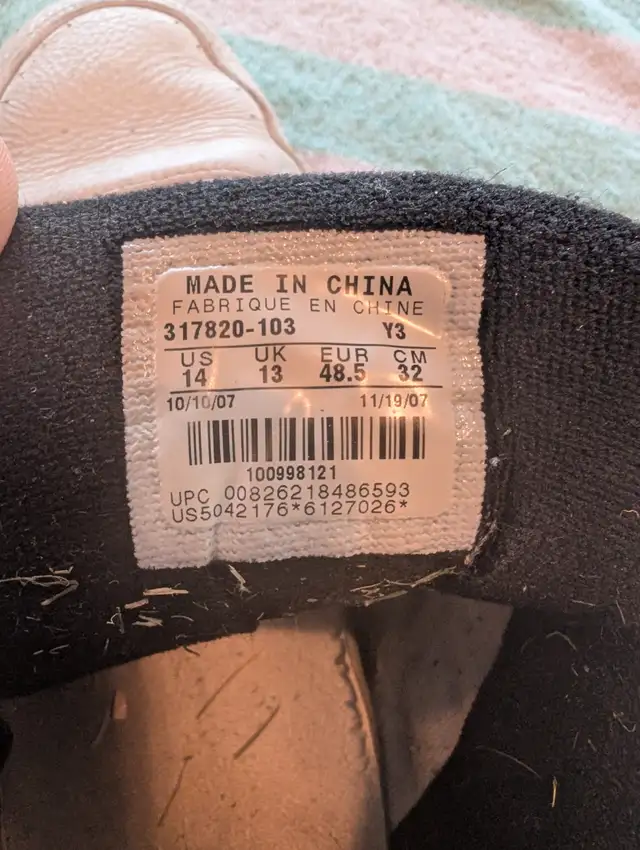 MADE IN CHINA
FABRIQUE EN CHINE
317820-103 Y3
US UK EUR CM
14 13 48.5 32
10/10/07 11/19/07
100998121
UPC 00826218486593
US5042176*6127026*